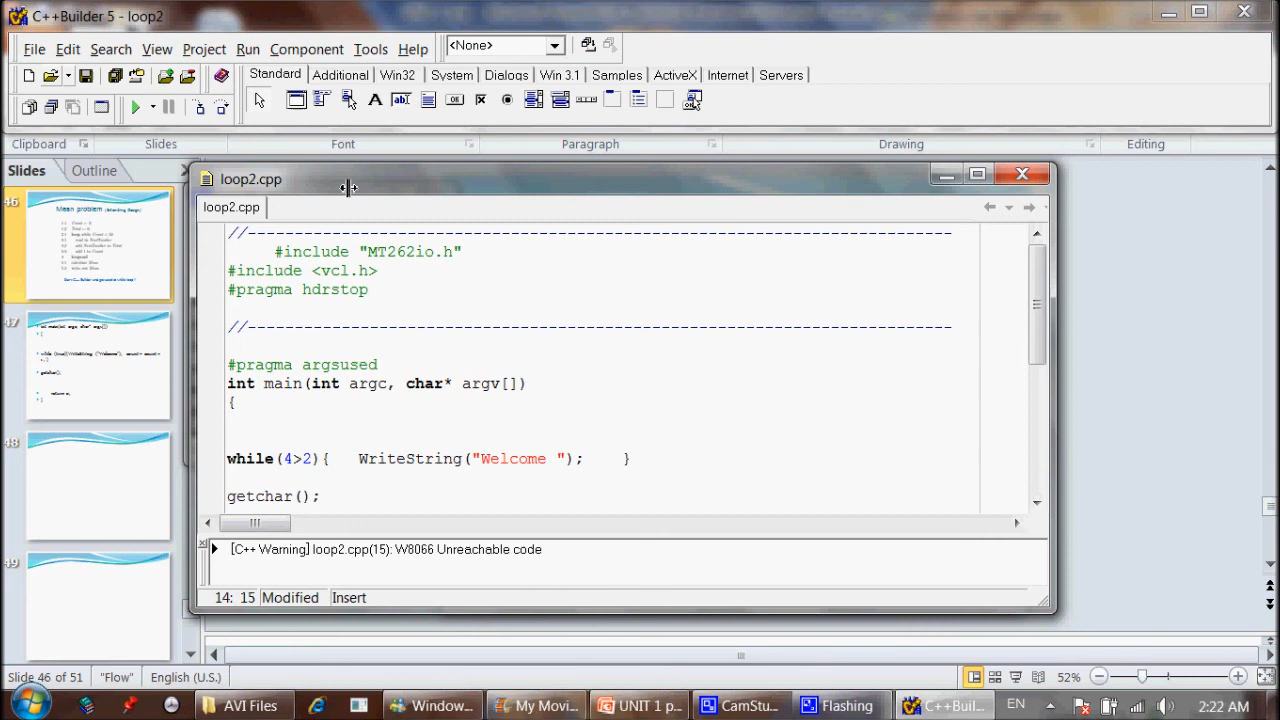 C++Builder 5 - loop2
File Edit Search View Project Run Component Tools Help
<None>
Standard Additional Win32 System Dialogs Win 3.1 Samples ActiveX Internet Servers
Clipboard Slides Font Paragraph Drawing Editing
Slides Outline
46
Mean problem
47
48
49
loop2.cpp
loop2.cpp
//---------------------------------------------------------------------------
#include "MT262io.h"
#include <vcl.h>
#pragma hdrstop
//---------------------------------------------------------------------------
#pragma argsused
int main(int argc, char* argv[])
{
while(4>2){ WriteString("Welcome "); }
getchar();
[C++ Warning] loop2.cpp(15): W8066 Unreachable code
14: 15 Modified Insert
Slide 46 of 51 "Flow" English (U.S.) 52%
AVI Files Window... My Movi... UNIT 1 p... CamStu... Flashing C++Buil... EN 2:22 AM